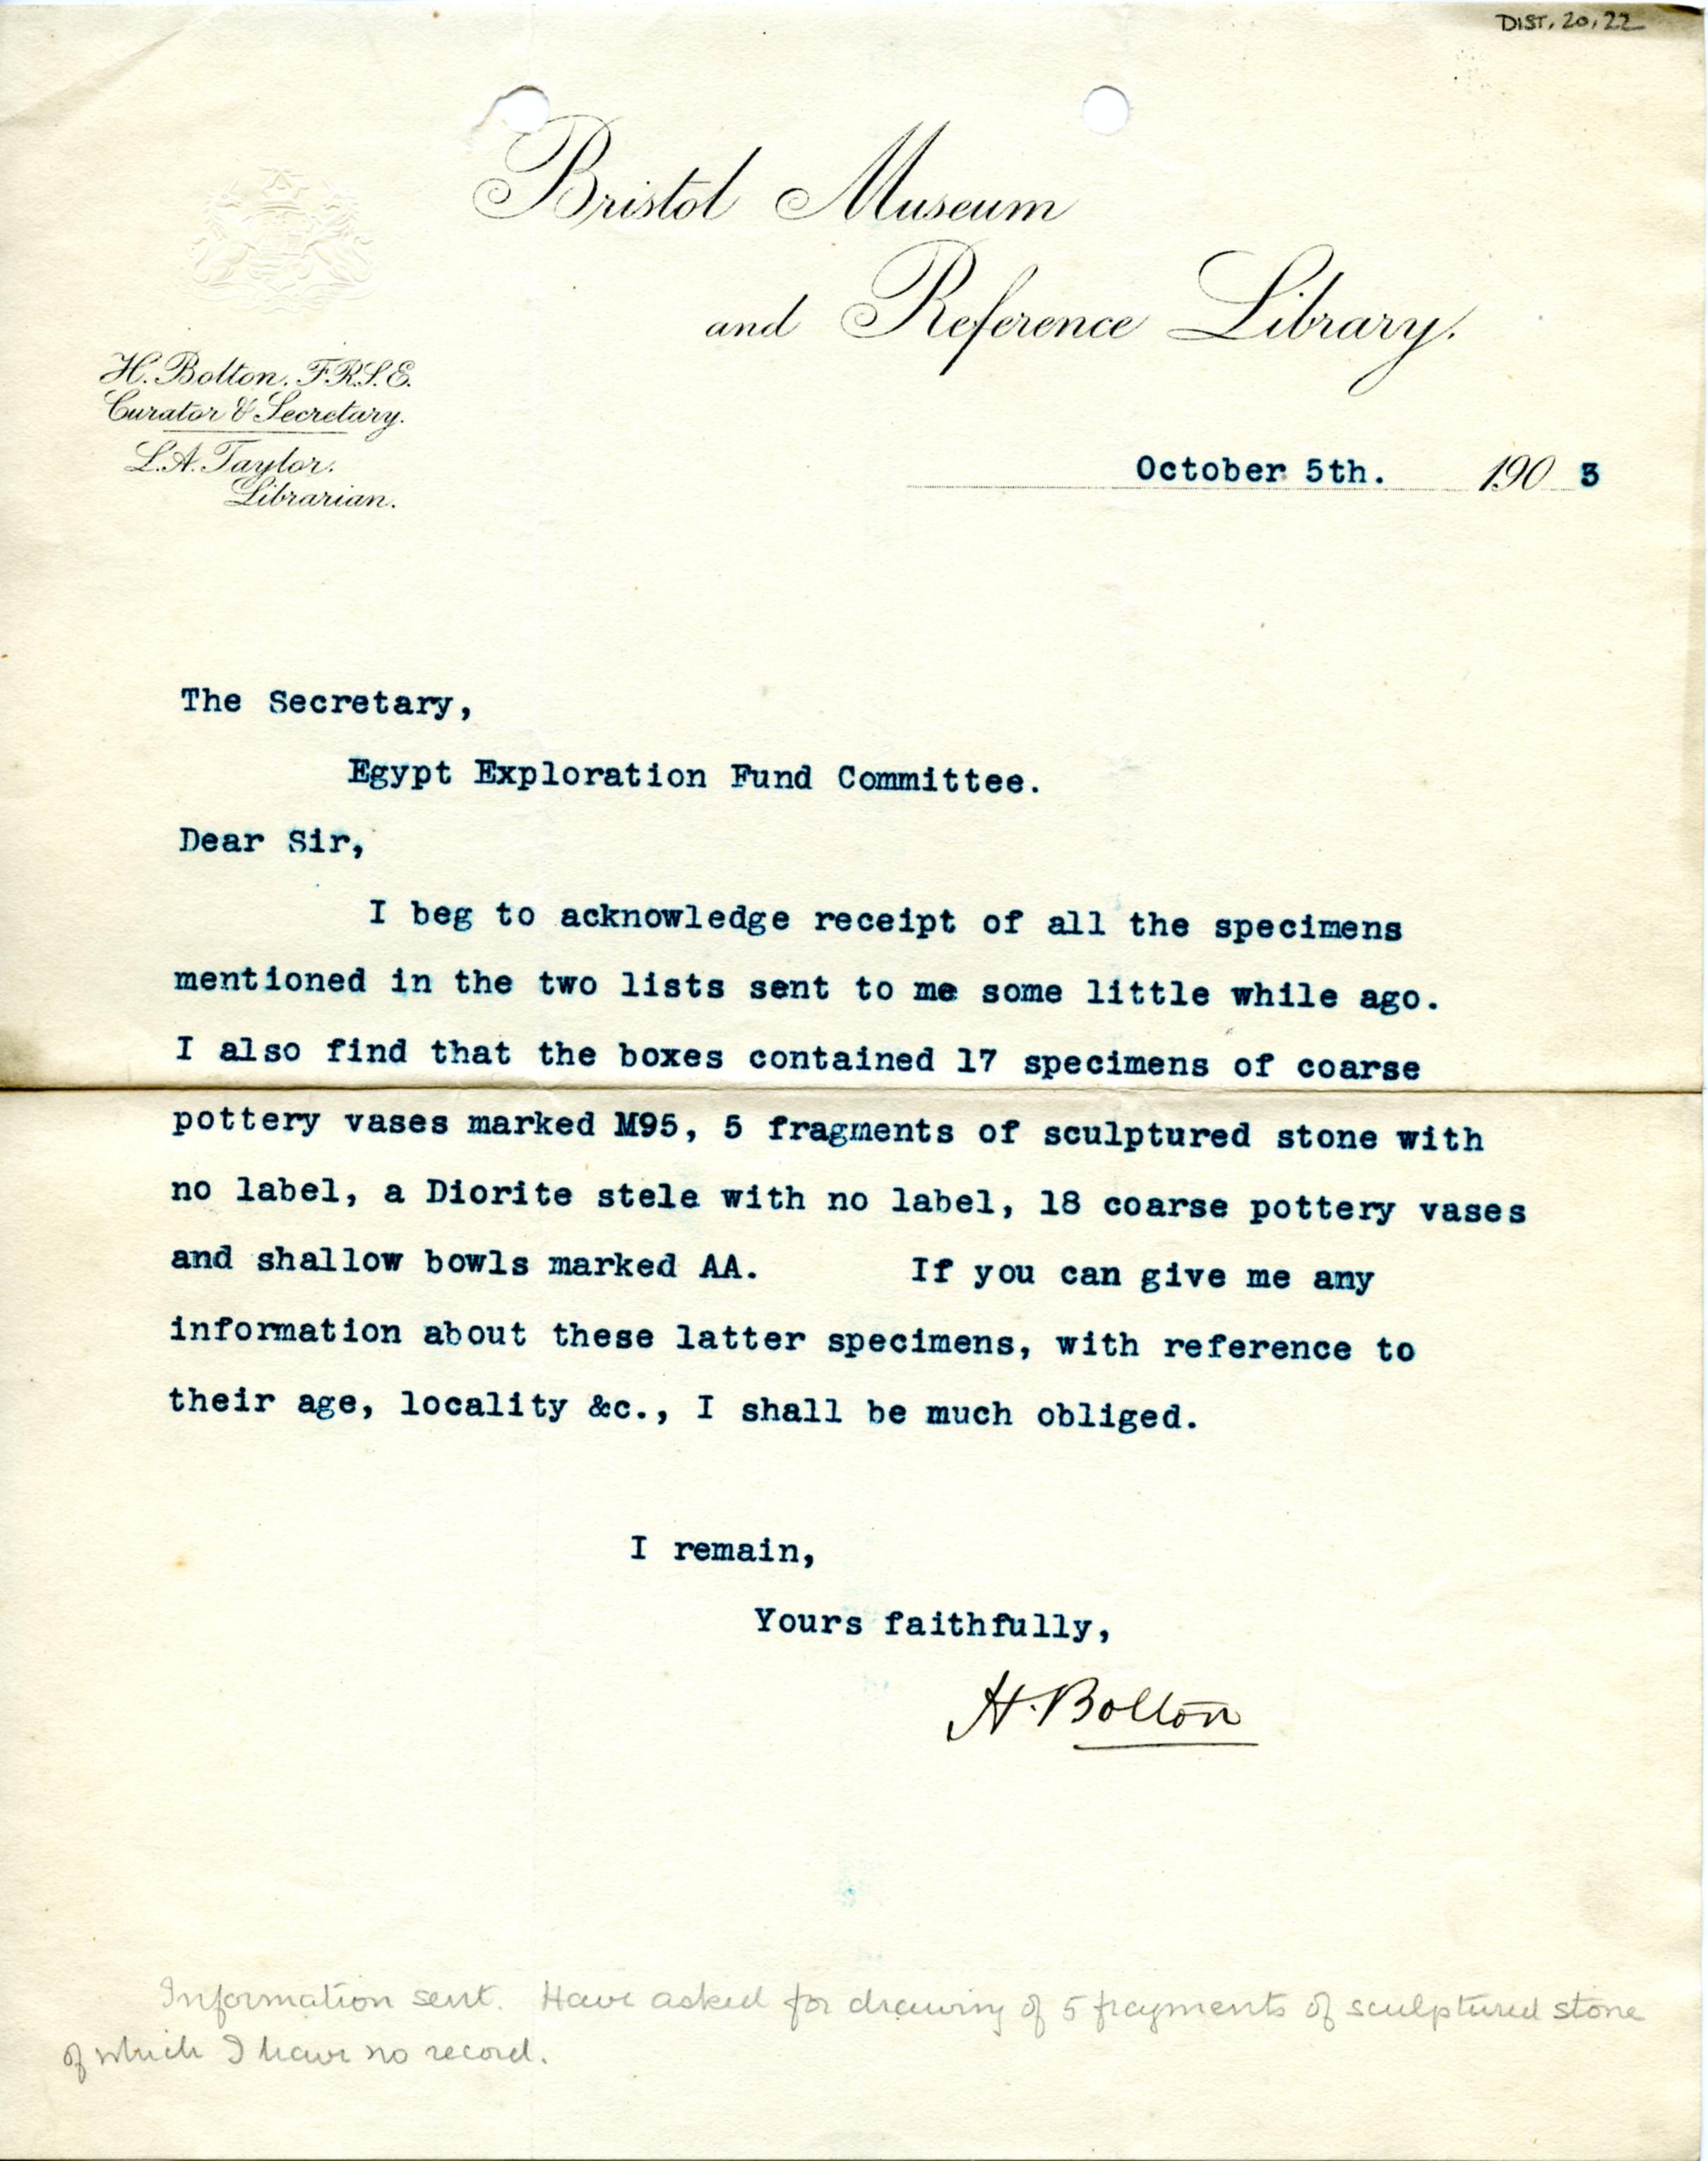 DIST. 20.22
Bristol Museum
and Reference Library.
H. Bolton. F.R.S.E.
Curator & Secretary.
L.A. Taylor.
Librarian.
October 5th. 1903
The Secretary,
Egypt Exploration Fund Committee.
Dear Sir,
I beg to acknowledge receipt of all the specimens
mentioned in the two lists sent to me some little while ago.
I also find that the boxes contained 17 specimens of coarse
pottery vases marked M95, 5 fragments of sculptured stone with
no label, a Diorite stele with no label, 18 coarse pottery vases
and shallow bowls marked AA. If you can give me any
information about these latter specimens, with reference to
their age, locality &c., I shall be much obliged.
I remain,
Yours faithfully,
H. Bolton
Information sent. Have asked for drawing of 5 fragments of sculptured stone
of which I have no record.